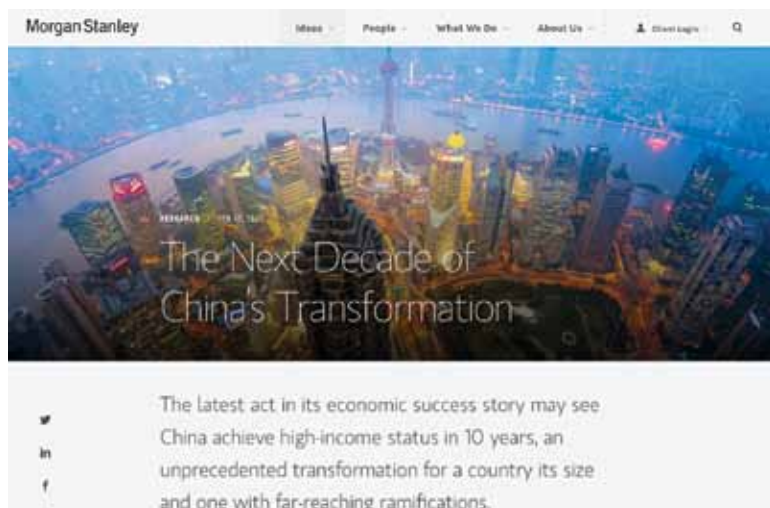 Morgan Stanley
Ideas People What We Do About Us Client Login
RESEARCH
The Next Decade of
China's Transformation
The latest act in its economic success story may see
China achieve high-income status in 10 years, an
unprecedented transformation for a country its size
and one with far-reaching ramifications.
in
f